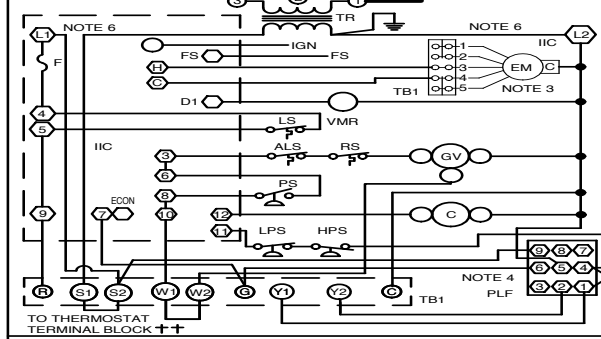 3 C 1
TR
NOTE 6
NOTE 6
L1
L2
IIC
IGN
F
FS FS
1
2
3
4
5
EM C
H
C
TB1
NOTE 3
D1
VMR
4
5
LS
IIC
ALS RS
3
GV
6
PS
8
ECON
9 7 10 12
C
11
LPS HPS
9 8 7
6 5 4
3 2 1
NOTE 4
PLF
R S1 S2 W1 W2 G Y1 Y2 C
TB1
TO THERMOSTAT
TERMINAL BLOCK ++